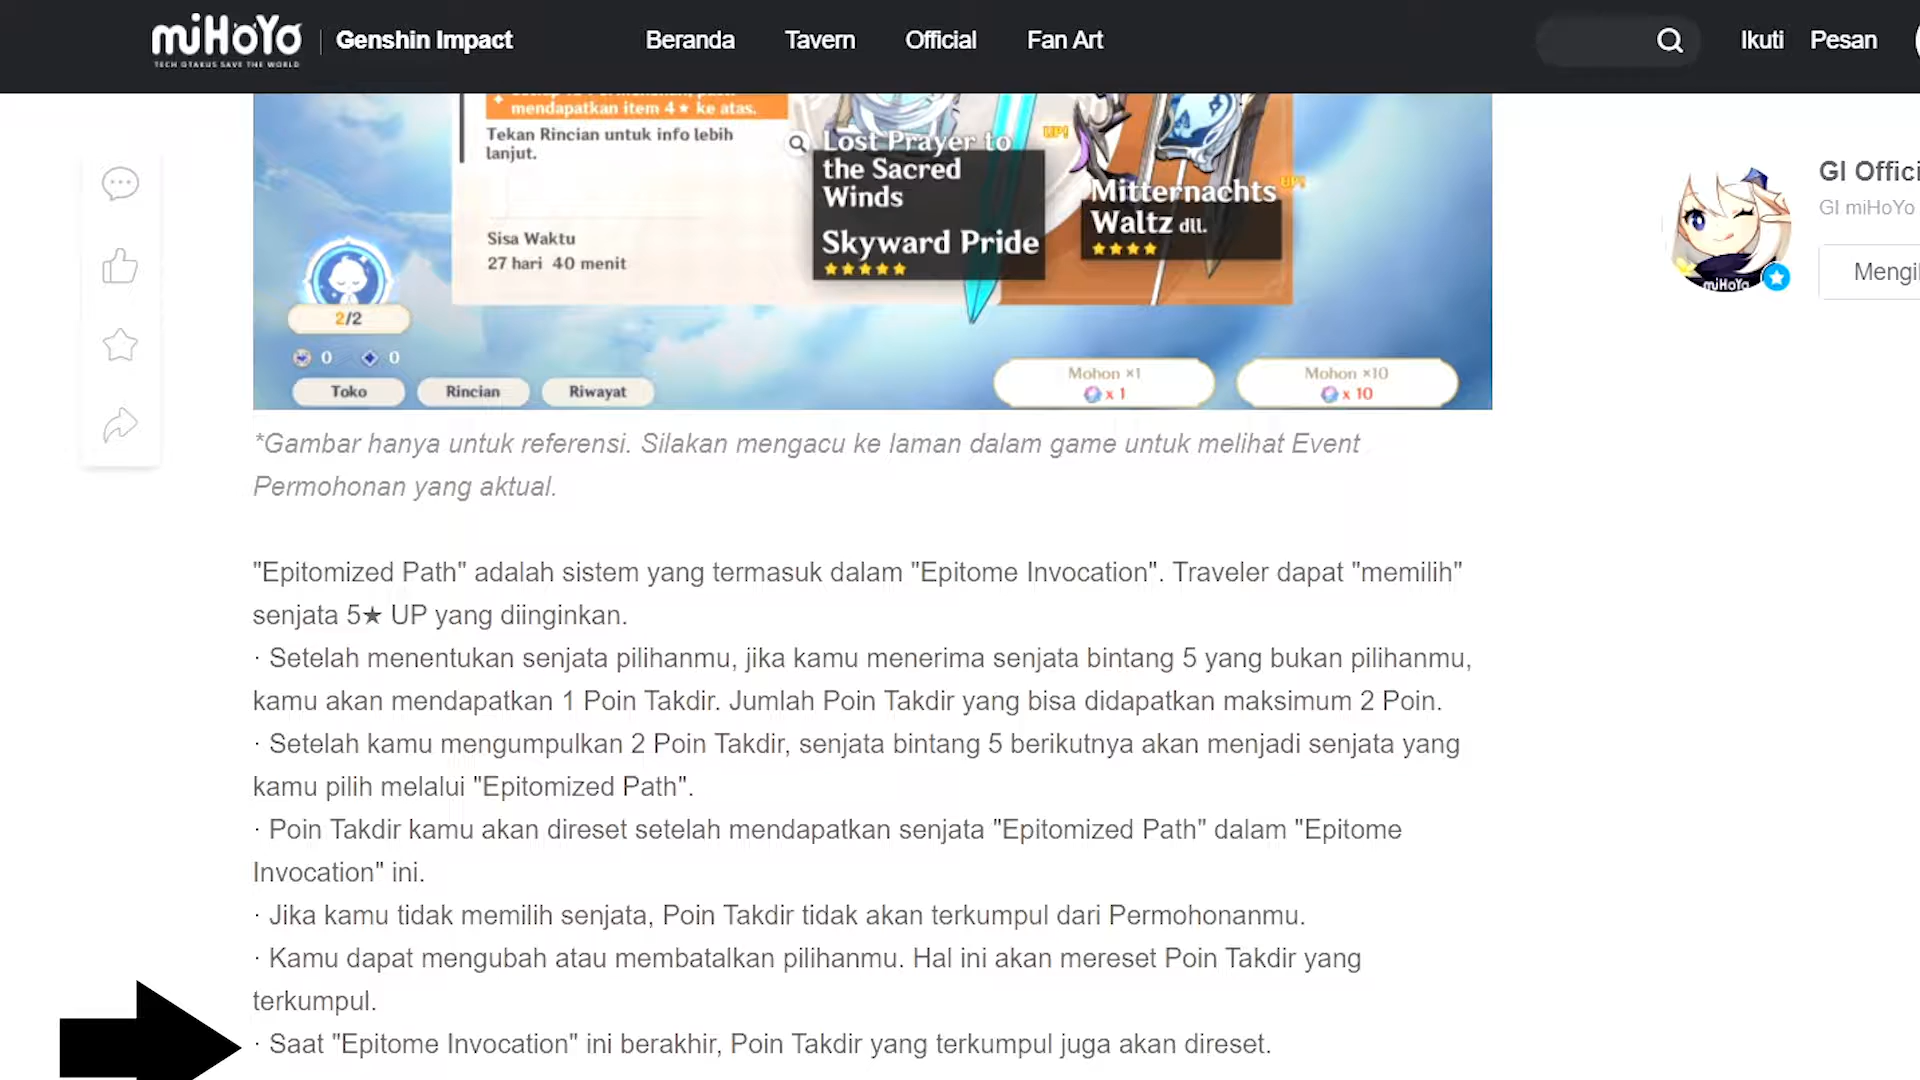 miHoYo
TECH OTAKUS SAVE THE WORLD
Genshin Impact
Beranda
Tavern
Official
Fan Art
Ikuti
Pesan
mendapatkan item 4★ ke atas.
Tekan Rincian untuk info lebih
lanjut.
Sisa Waktu
27 hari 40 menit
UP!
Lost Prayer to
the Sacred
Winds
Skyward Pride
UP!
Mitternachts
Waltz dll.
2/2
0
0
Toko
Rincian
Riwayat
Mohon ×1
x 1
Mohon ×10
x 10
GI Offici
GI miHoYo
miHoYo
Mengi
*Gambar hanya untuk referensi. Silakan mengacu ke laman dalam game untuk melihat Event
Permohonan yang aktual.
"Epitomized Path" adalah sistem yang termasuk dalam "Epitome Invocation". Traveler dapat "memilih"
senjata 5★ UP yang diinginkan.
· Setelah menentukan senjata pilihanmu, jika kamu menerima senjata bintang 5 yang bukan pilihanmu,
kamu akan mendapatkan 1 Poin Takdir. Jumlah Poin Takdir yang bisa didapatkan maksimum 2 Poin.
· Setelah kamu mengumpulkan 2 Poin Takdir, senjata bintang 5 berikutnya akan menjadi senjata yang
kamu pilih melalui "Epitomized Path".
· Poin Takdir kamu akan direset setelah mendapatkan senjata "Epitomized Path" dalam "Epitome
Invocation" ini.
· Jika kamu tidak memilih senjata, Poin Takdir tidak akan terkumpul dari Permohonanmu.
· Kamu dapat mengubah atau membatalkan pilihanmu. Hal ini akan mereset Poin Takdir yang
terkumpul.
· Saat "Epitome Invocation" ini berakhir, Poin Takdir yang terkumpul juga akan direset.